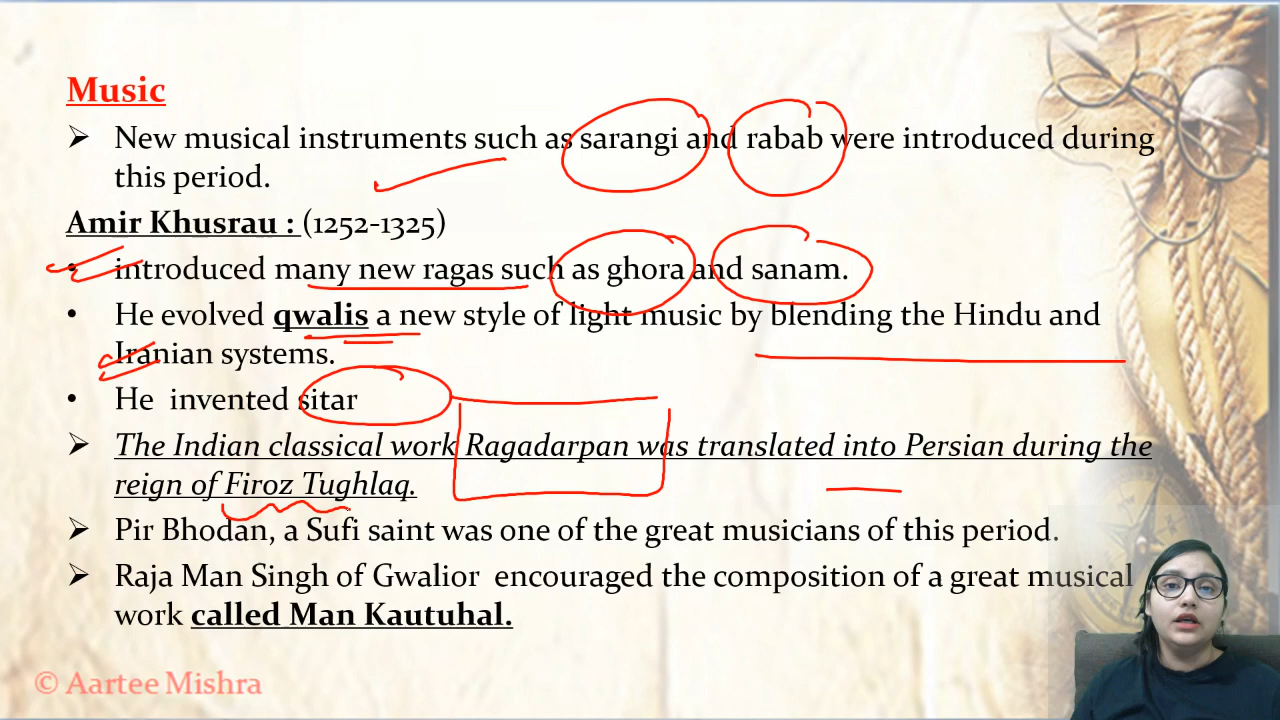 Music
➢ New musical instruments such as sarangi and rabab were introduced during
this period.
Amir Khusrau : (1252-1325)
• introduced many new ragas such as ghora and sanam.
• He evolved qwalis a new style of light music by blending the Hindu and
Iranian systems.
• He invented sitar
➢ The Indian classical work Ragadarpan was translated into Persian during the
reign of Firoz Tughlaq.
➢ Pir Bhodan, a Sufi saint was one of the great musicians of this period.
➢ Raja Man Singh of Gwalior encouraged the composition of a great musical
work called Man Kautuhal.
© Aartee Mishra